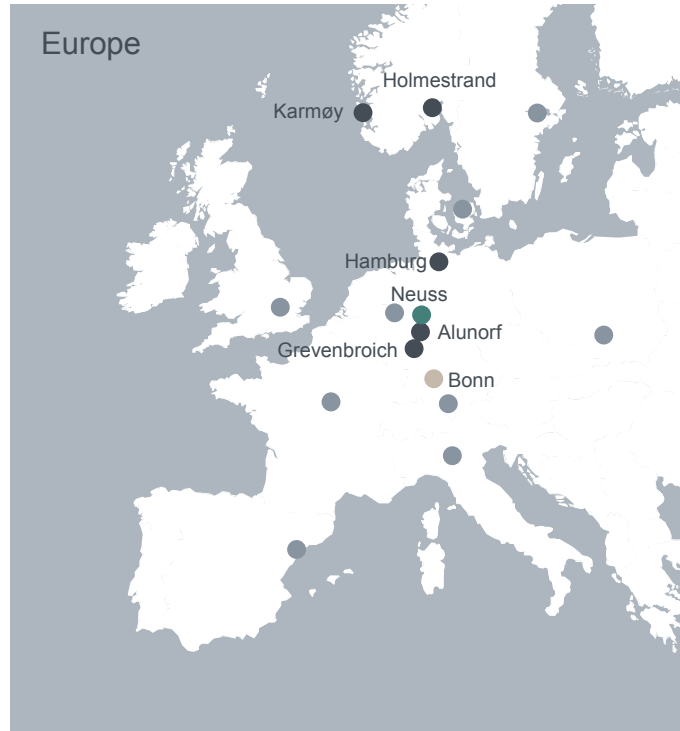 Europe
Holmestrand
Karmøy
Hamburg
Neuss
Alunorf
Grevenbroich
Bonn